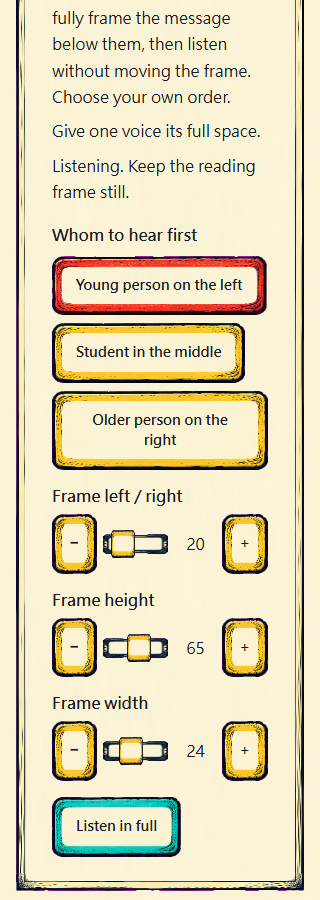 fully frame the message
below them, then listen
without moving the frame.
Choose your own order.
Give one voice its full space.
Listening. Keep the reading
frame still.
Whom to hear first
Young person on the left
Student in the middle
Older person on the
right
Frame left / right
− 20 +
Frame height
− 65 +
Frame width
− 24 +
Listen in full